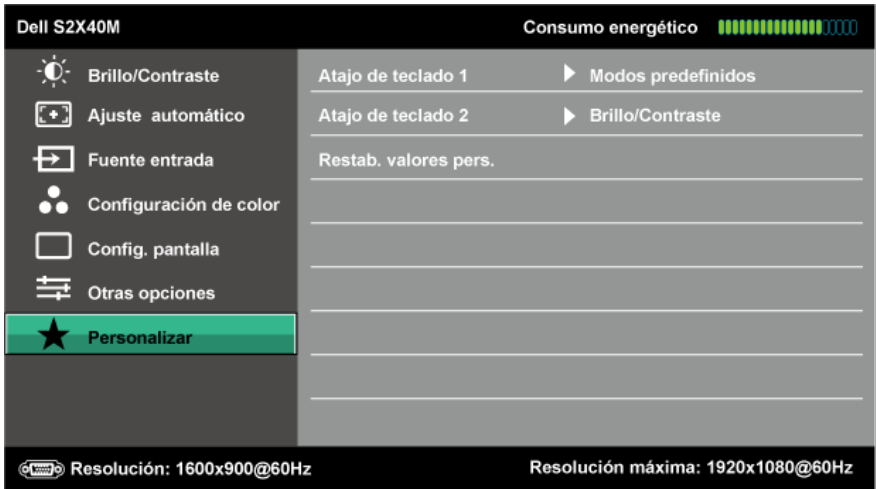 Dell S2X40M Consumo energético
Brillo/Contraste Atajo de teclado 1 Modos predefinidos
Ajuste automático Atajo de teclado 2 Brillo/Contraste
Fuente entrada Restab. valores pers.
Configuración de color
Config. pantalla
Otras opciones
Personalizar
Resolución: 1600x900@60Hz Resolución máxima: 1920x1080@60Hz